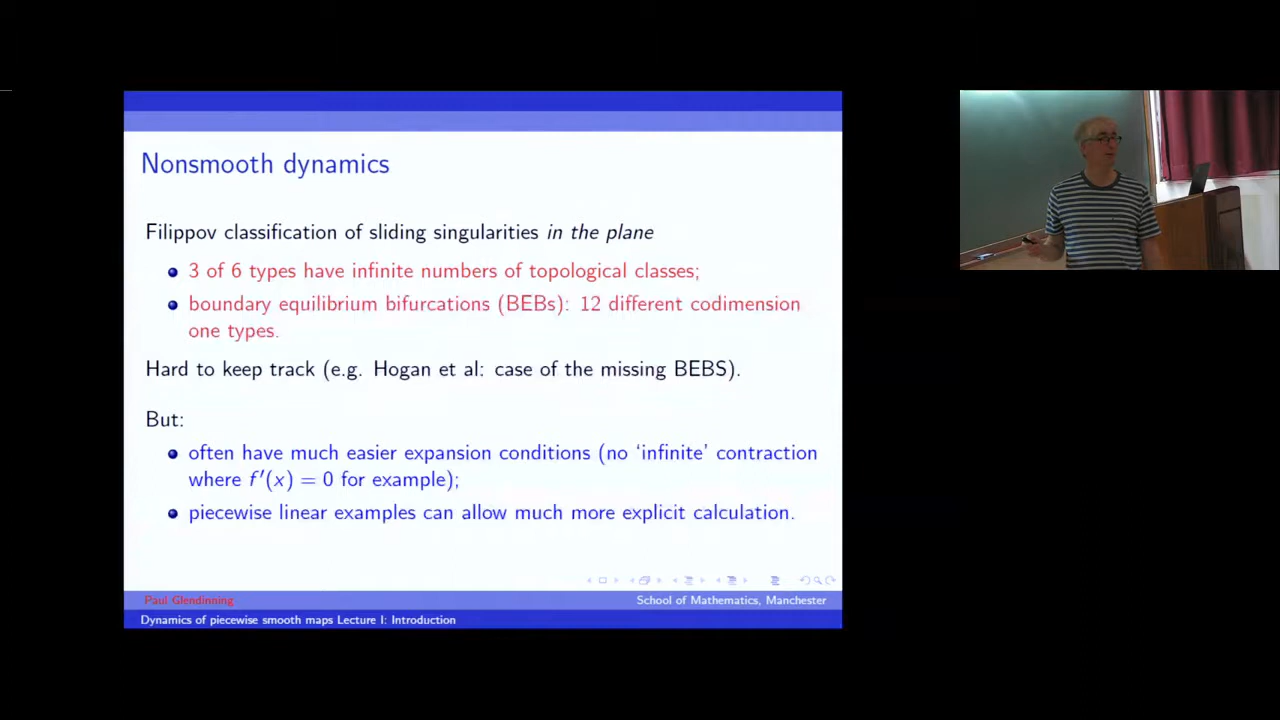 Nonsmooth dynamics
Filippov classification of sliding singularities in the plane
3 of 6 types have infinite numbers of topological classes;
boundary equilibrium bifurcations (BEBs): 12 different codimension
one types.
Hard to keep track (e.g. Hogan et al: case of the missing BEBS).
But:
often have much easier expansion conditions (no ‘infinite’ contraction
where f′(x) = 0 for example);
piecewise linear examples can allow much more explicit calculation.
Paul Glendinning
School of Mathematics, Manchester
Dynamics of piecewise smooth maps Lecture I: Introduction